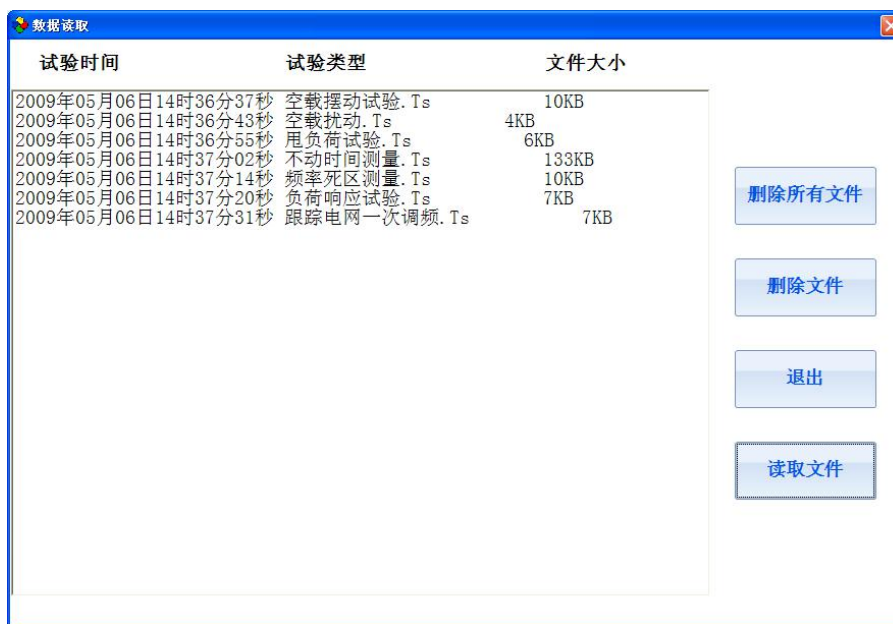 数据读取
试验时间 试验类型 文件大小
2009年05月06日14时36分37秒 空载摆动试验.Ts 10KB
2009年05月06日14时36分43秒 空载扰动.Ts 4KB
2009年05月06日14时36分55秒 甩负荷试验.Ts 6KB
2009年05月06日14时37分02秒 不动时间测量.Ts 133KB
2009年05月06日14时37分14秒 频率死区测量.Ts 10KB
2009年05月06日14时37分20秒 负荷响应试验.Ts 7KB
2009年05月06日14时37分31秒 跟踪电网一次调频.Ts 7KB
删除所有文件
删除文件
退出
读取文件